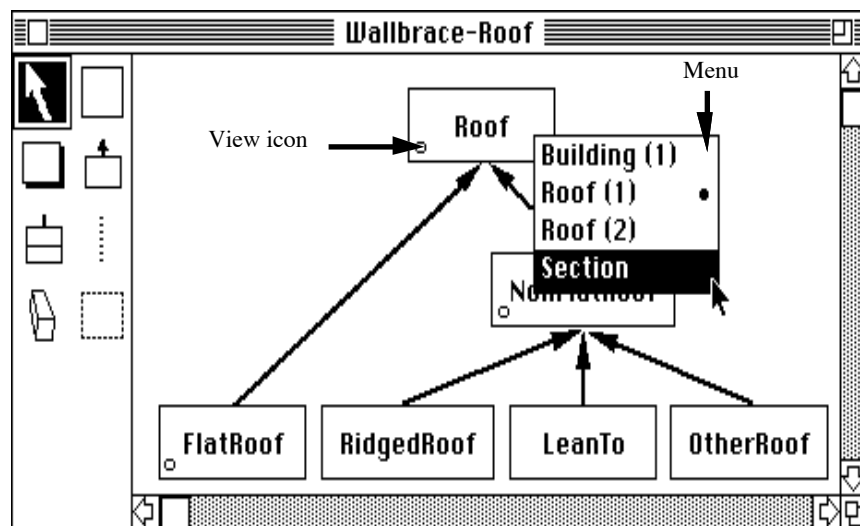 Wallbrace-Roof
Menu
View icon
Roof
Building (1)
Roof (1)
Roof (2)
Section
FlatRoof
RidgedRoof
LeanTo
OtherRoof